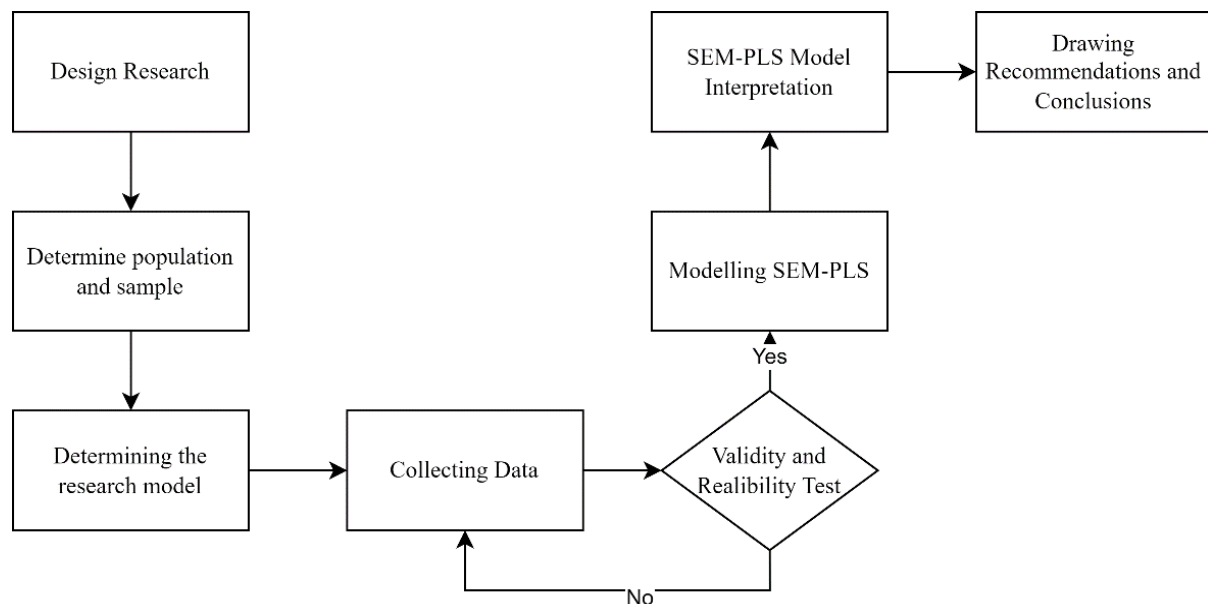 Design Research
Determine population
and sample
Determining the
research model
Collecting Data
Validity and
Realibility Test
No
Yes
Modelling SEM-PLS
SEM-PLS Model
Interpretation
Drawing
Recommendations and
Conclusions